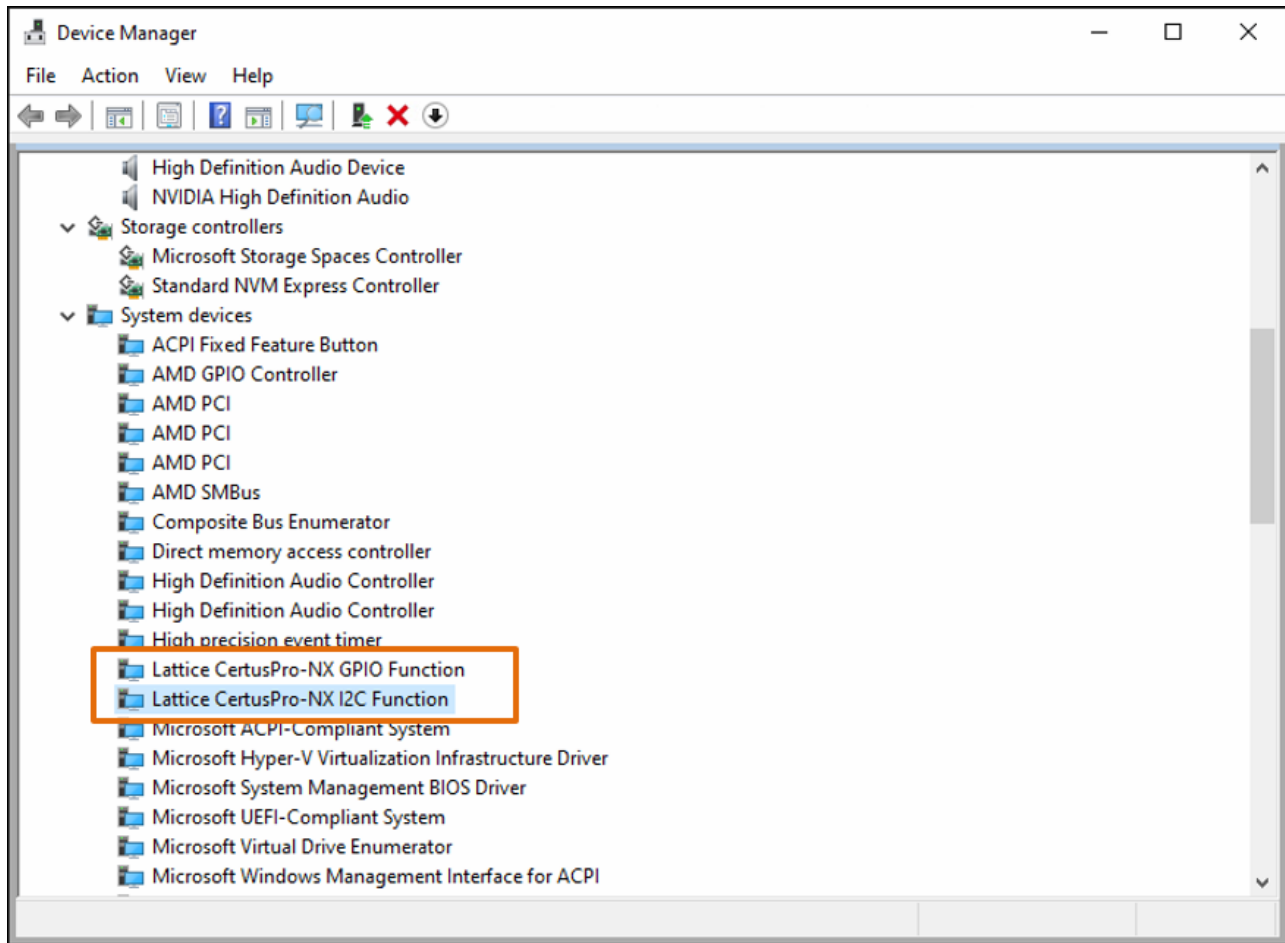 Device Manager
File Action View Help
High Definition Audio Device
NVIDIA High Definition Audio
Storage controllers
Microsoft Storage Spaces Controller
Standard NVM Express Controller
System devices
ACPI Fixed Feature Button
AMD GPIO Controller
AMD PCI
AMD PCI
AMD PCI
AMD SMBus
Composite Bus Enumerator
Direct memory access controller
High Definition Audio Controller
High Definition Audio Controller
High precision event timer
Lattice CertusPro-NX GPIO Function
Lattice CertusPro-NX I2C Function
Microsoft ACPI-Compliant System
Microsoft Hyper-V Virtualization Infrastructure Driver
Microsoft System Management BIOS Driver
Microsoft UEFI-Compliant System
Microsoft Virtual Drive Enumerator
Microsoft Windows Management Interface for ACPI